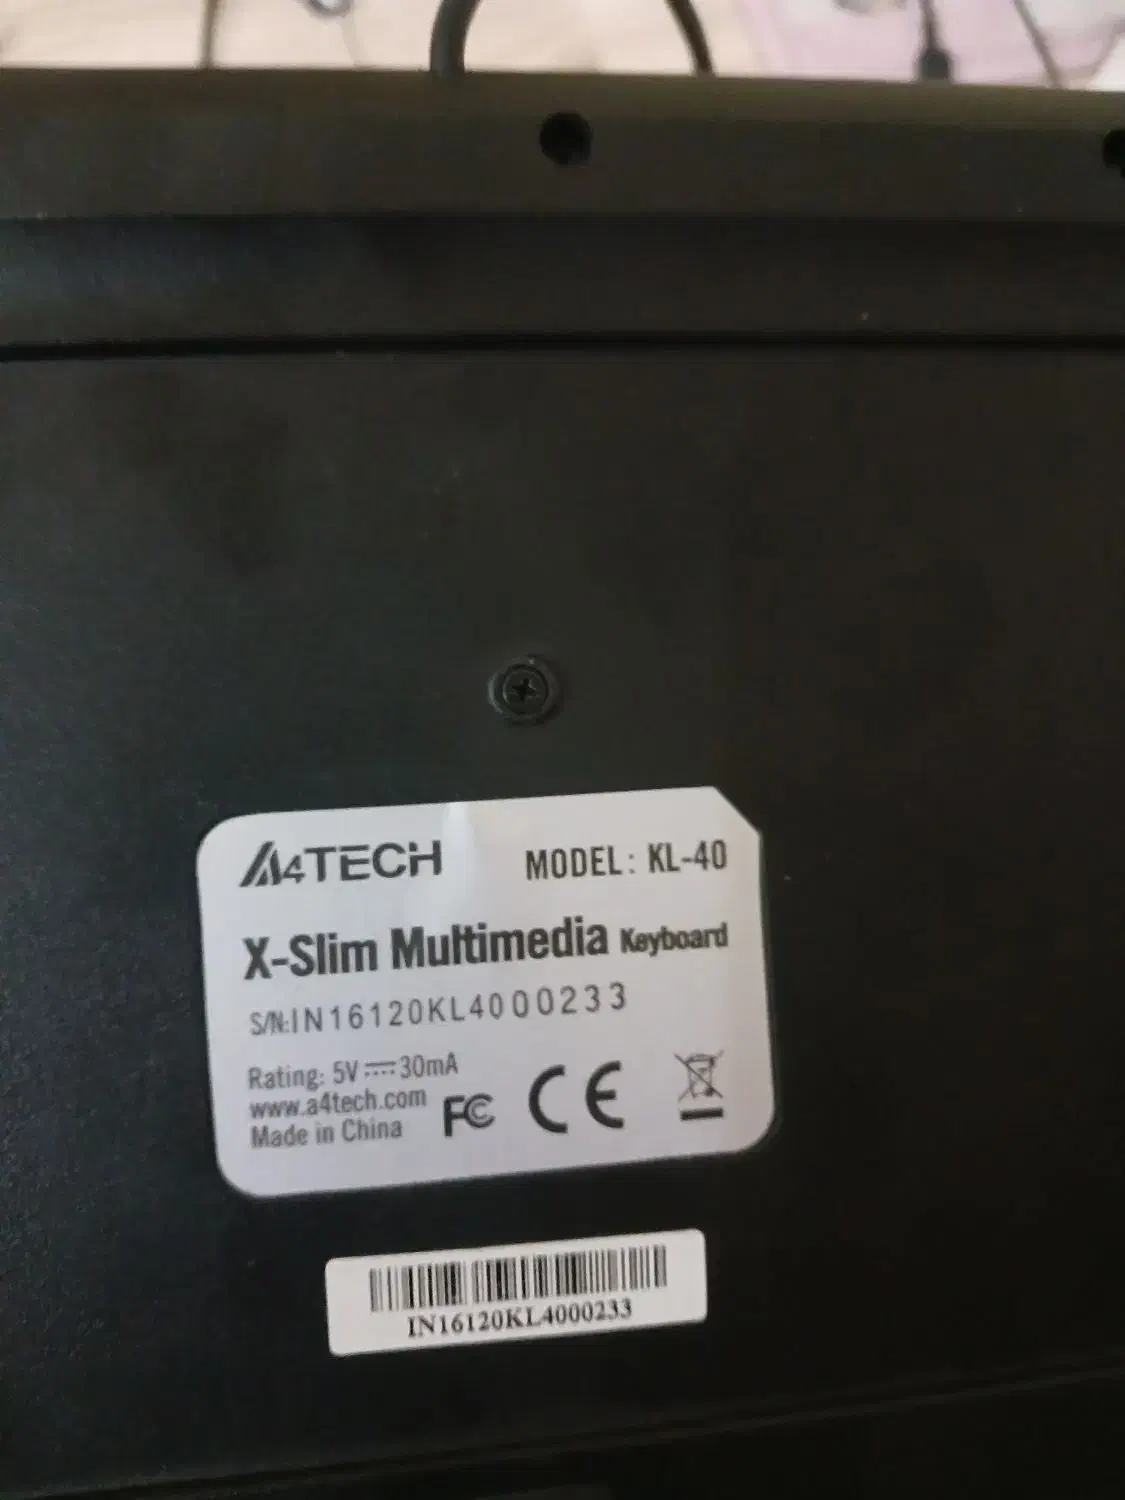 A4TECH MODEL: KL-40
X-Slim Multimedia Keyboard
S/N:IN16120KL4000233
Rating: 5V 30mA
www.a4tech.com
Made in China
FC CE
IN16120KL4000233